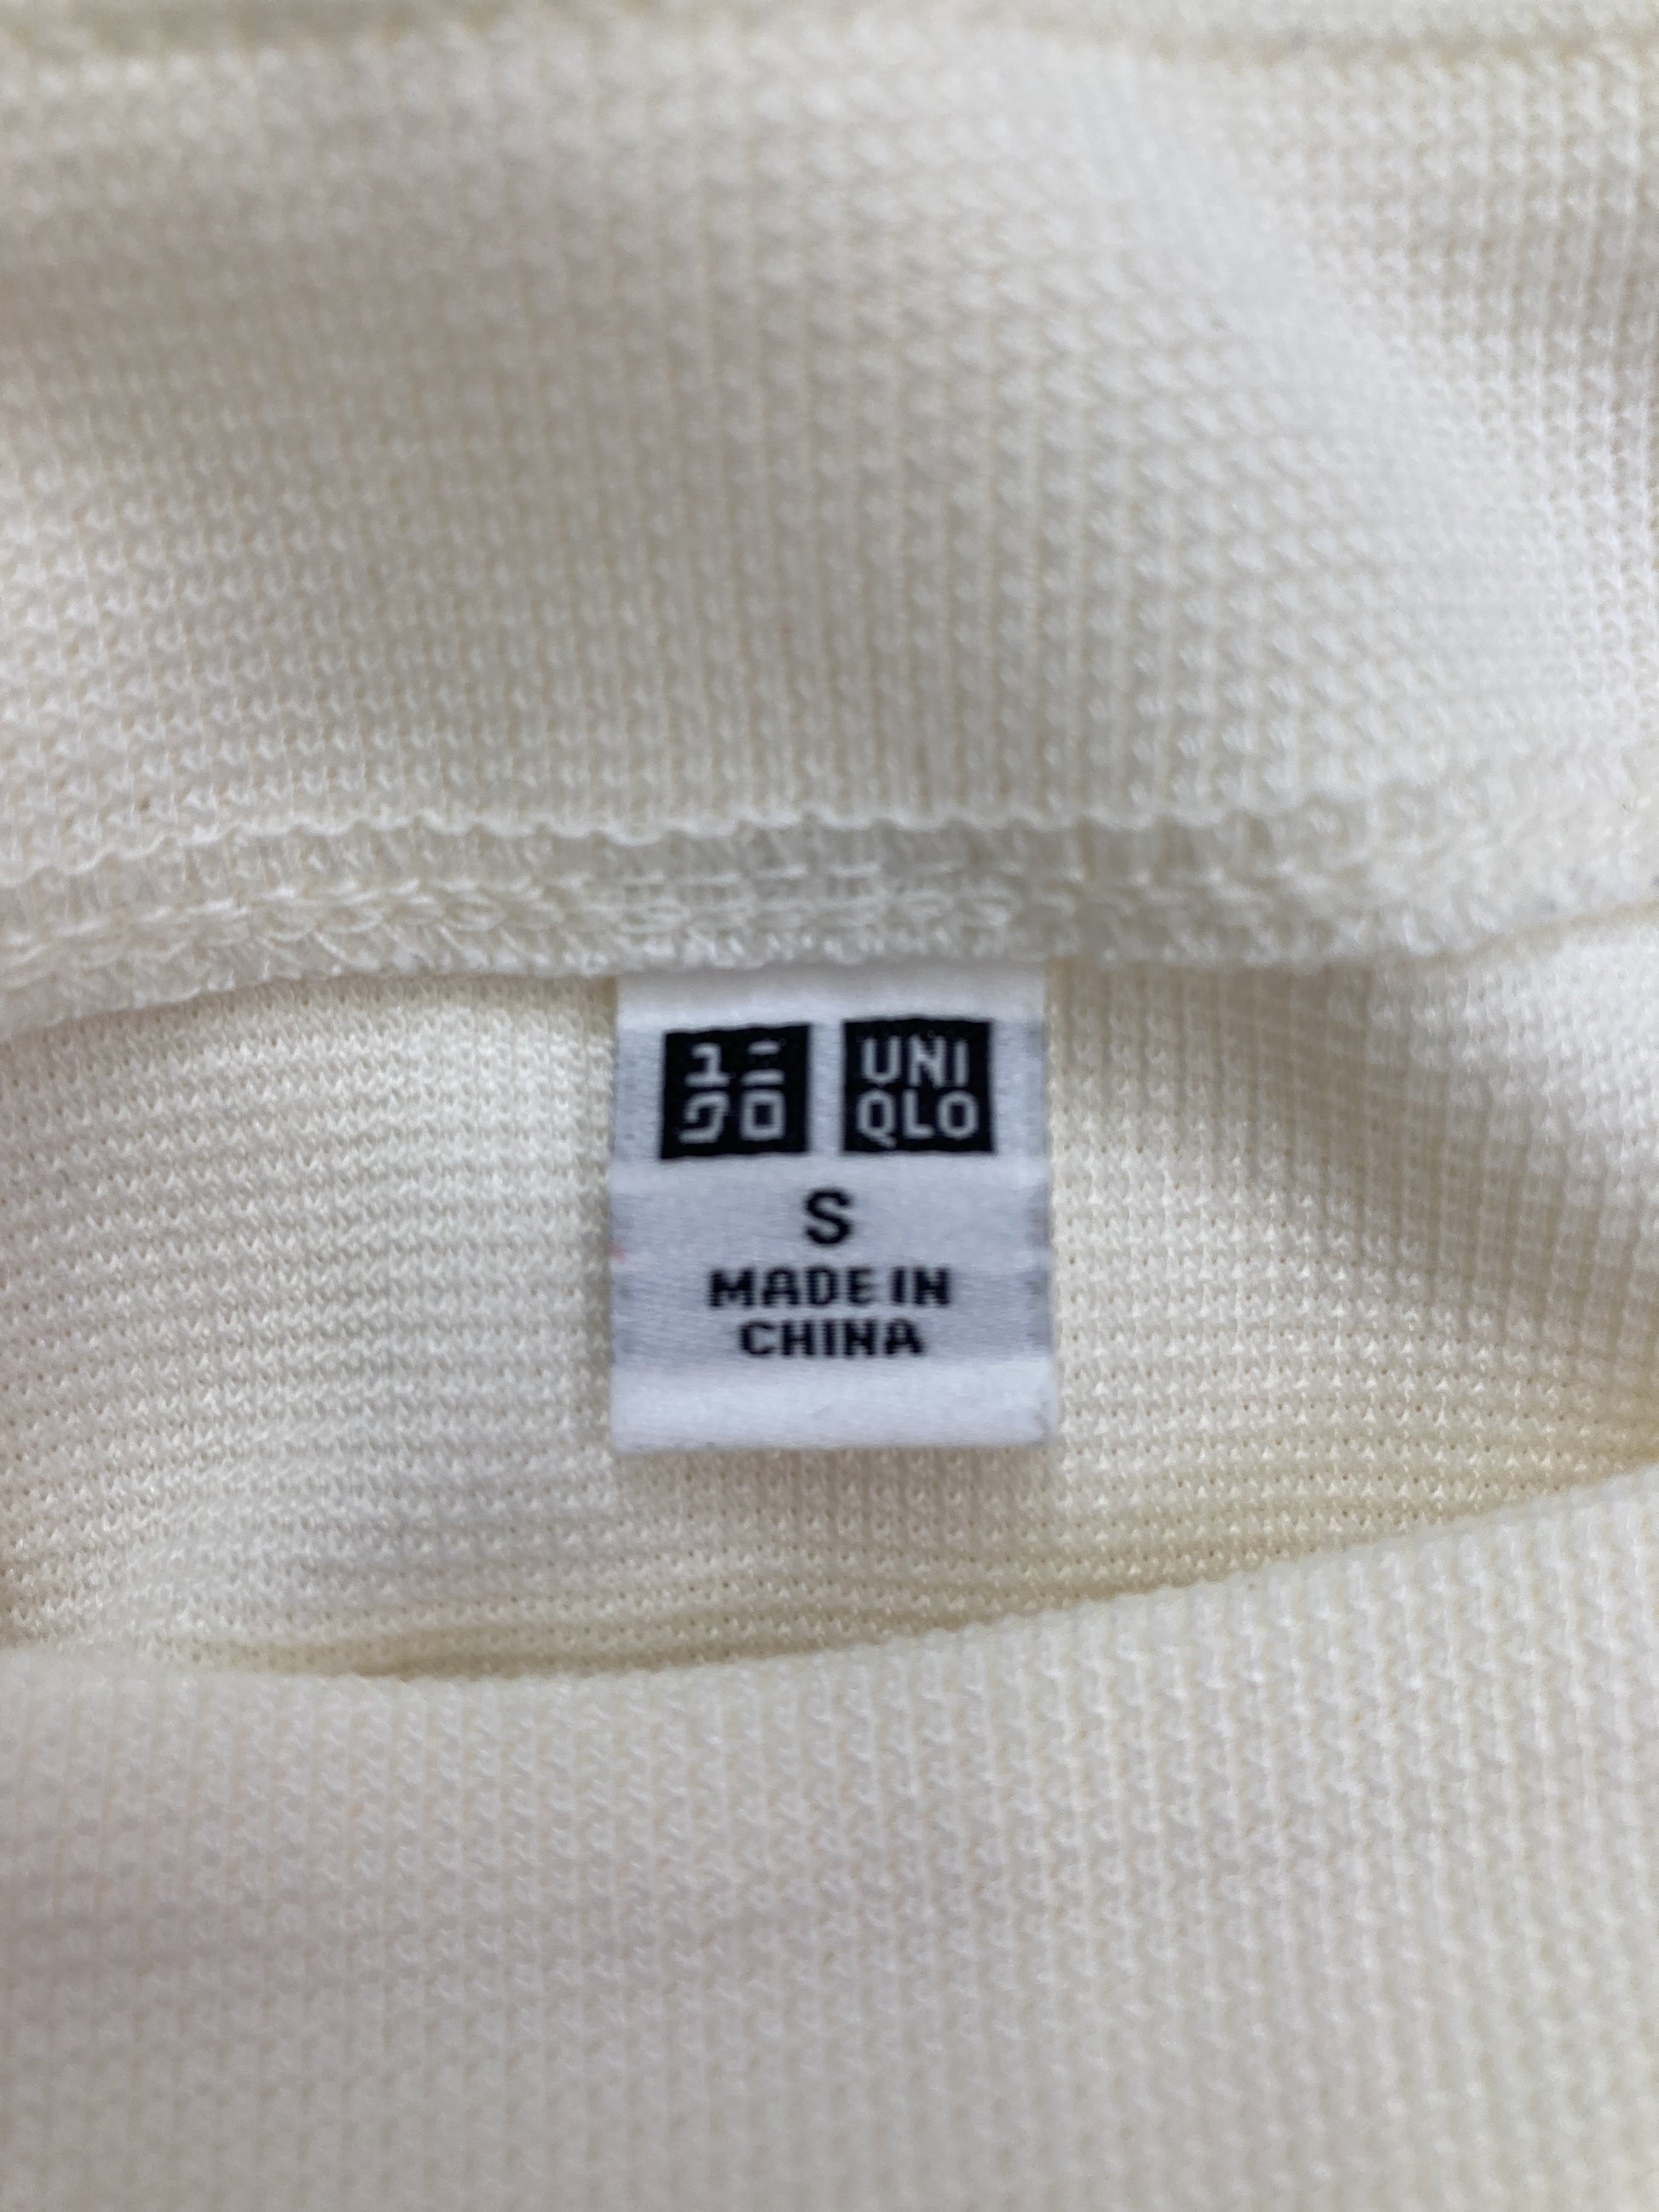 ユニ UNI
クロ QLO
S
MADE IN
CHINA